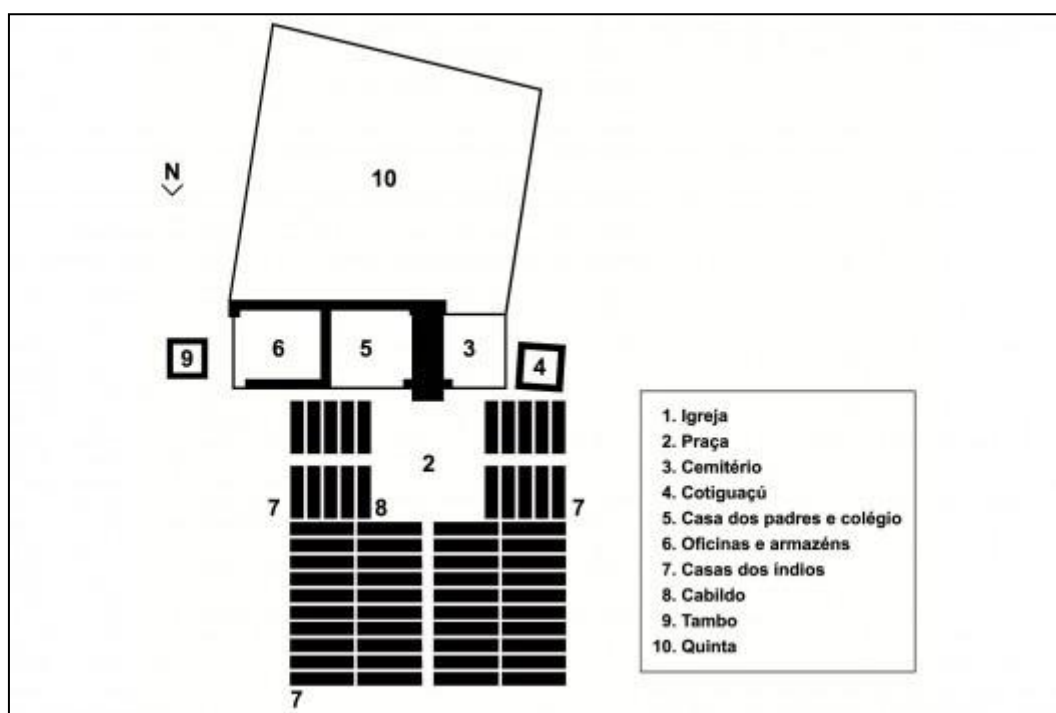 10
N
9
6
5
3
4
2
7
8
7
7
1. Igreja
2. Praça
3. Cemitério
4. Cotiguaçú
5. Casa dos padres e colégio
6. Oficinas e armazéns
7. Casas dos índios
8. Cabildo
9. Tambo
10. Quinta